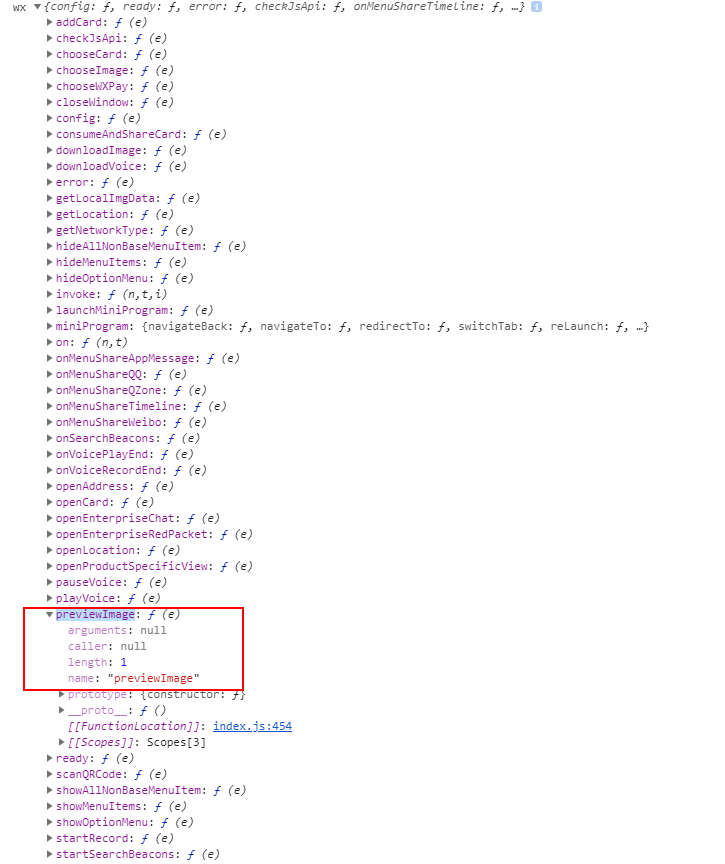 wx ▼{config: ƒ, ready: ƒ, error: ƒ, checkJsApi: ƒ, onMenuShareTimeLine: ƒ, …} i
▶addCard: ƒ (e)
▶checkJsApi: ƒ (e)
▶chooseCard: ƒ (e)
▶chooseImage: ƒ (e)
▶chooseWXPay: ƒ (e)
▶closeWindow: ƒ (e)
▶config: ƒ (e)
▶consumeAndShareCard: ƒ (e)
▶downloadImage: ƒ (e)
▶downloadVoice: ƒ (e)
▶error: ƒ (e)
▶getLocalImgData: ƒ (e)
▶getLocation: ƒ (e)
▶getNetworkType: ƒ (e)
▶hideAllNonBaseMenuItem: ƒ (e)
▶hideMenuItems: ƒ (e)
▶hideOptionMenu: ƒ (e)
▶invoke: ƒ (n,t,i)
▶launchMiniProgram: ƒ (e)
▶miniProgram: {navigateBack: ƒ, navigateTo: ƒ, redirectTo: ƒ, switchTab: ƒ, reLaunch: ƒ, …}
▶on: ƒ (n,t)
▶onMenuShareAppMessage: ƒ (e)
▶onMenuShareQQ: ƒ (e)
▶onMenuShareQZone: ƒ (e)
▶onMenuShareTimeline: ƒ (e)
▶onMenuShareWeibo: ƒ (e)
▶onSearchBeacons: ƒ (e)
▶onVoicePlayEnd: ƒ (e)
▶onVoiceRecordEnd: ƒ (e)
▶openAddress: ƒ (e)
▶openCard: ƒ (e)
▶openEnterpriseChat: ƒ (e)
▶openEnterpriseRedPacket: ƒ (e)
▶openLocation: ƒ (e)
▶openProductSpecificView: ƒ (e)
▶pauseVoice: ƒ (e)
▶playVoice: ƒ (e)
▼previewImage: ƒ (e)
arguments: null
caller: null
length: 1
name: "previewImage"
▶prototype: {constructor: ƒ}
▶__proto__: ƒ ()
[[FunctionLocation]]: index.js:454
▶[[Scopes]]: Scopes[3]
▶ready: ƒ (e)
▶scanQRCode: ƒ (e)
▶showAllNonBaseMenuItem: ƒ (e)
▶showMenuItems: ƒ (e)
▶showOptionMenu: ƒ (e)
▶startRecord: ƒ (e)
▶startSearchBeacons: ƒ (e)